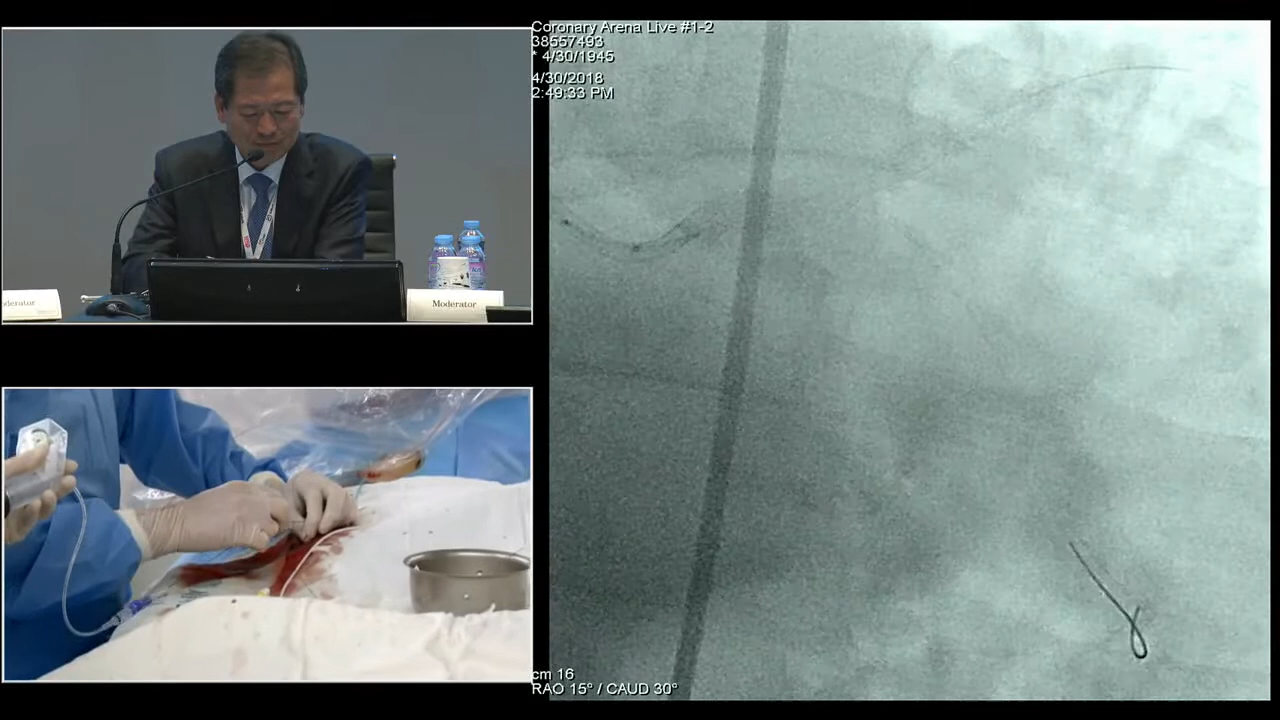 Coronary Arena Live #1-2
38557493
* 4/30/1945
4/30/2018
2:49:33 PM
Moderator
cm 16
RAO 15° / CAUD 30°